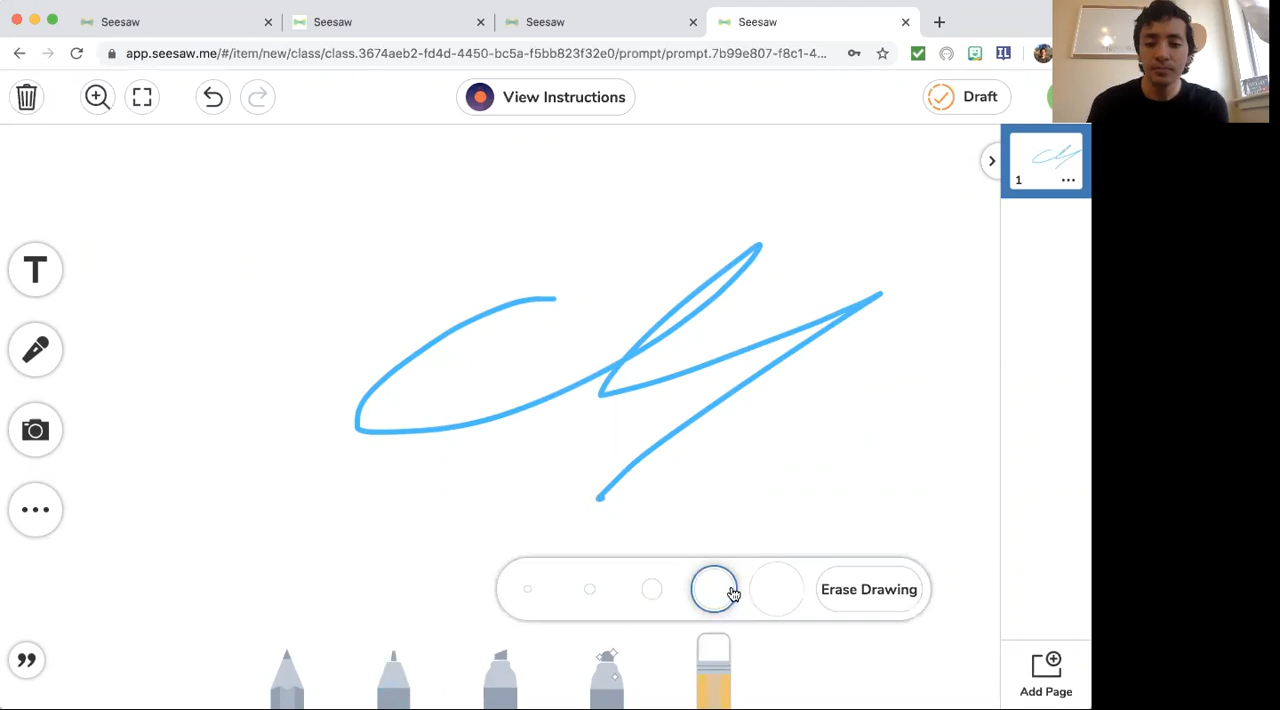 Seesaw Seesaw Seesaw Seesaw
app.seesaw.me/#/item/new/class/class.3674aeb2-fd4d-4450-bc5a-f5bb823f32e0/prompt/prompt.7b99e807-f8c1-4...
IL
View Instructions
Draft
1
T
Erase Drawing
Add Page